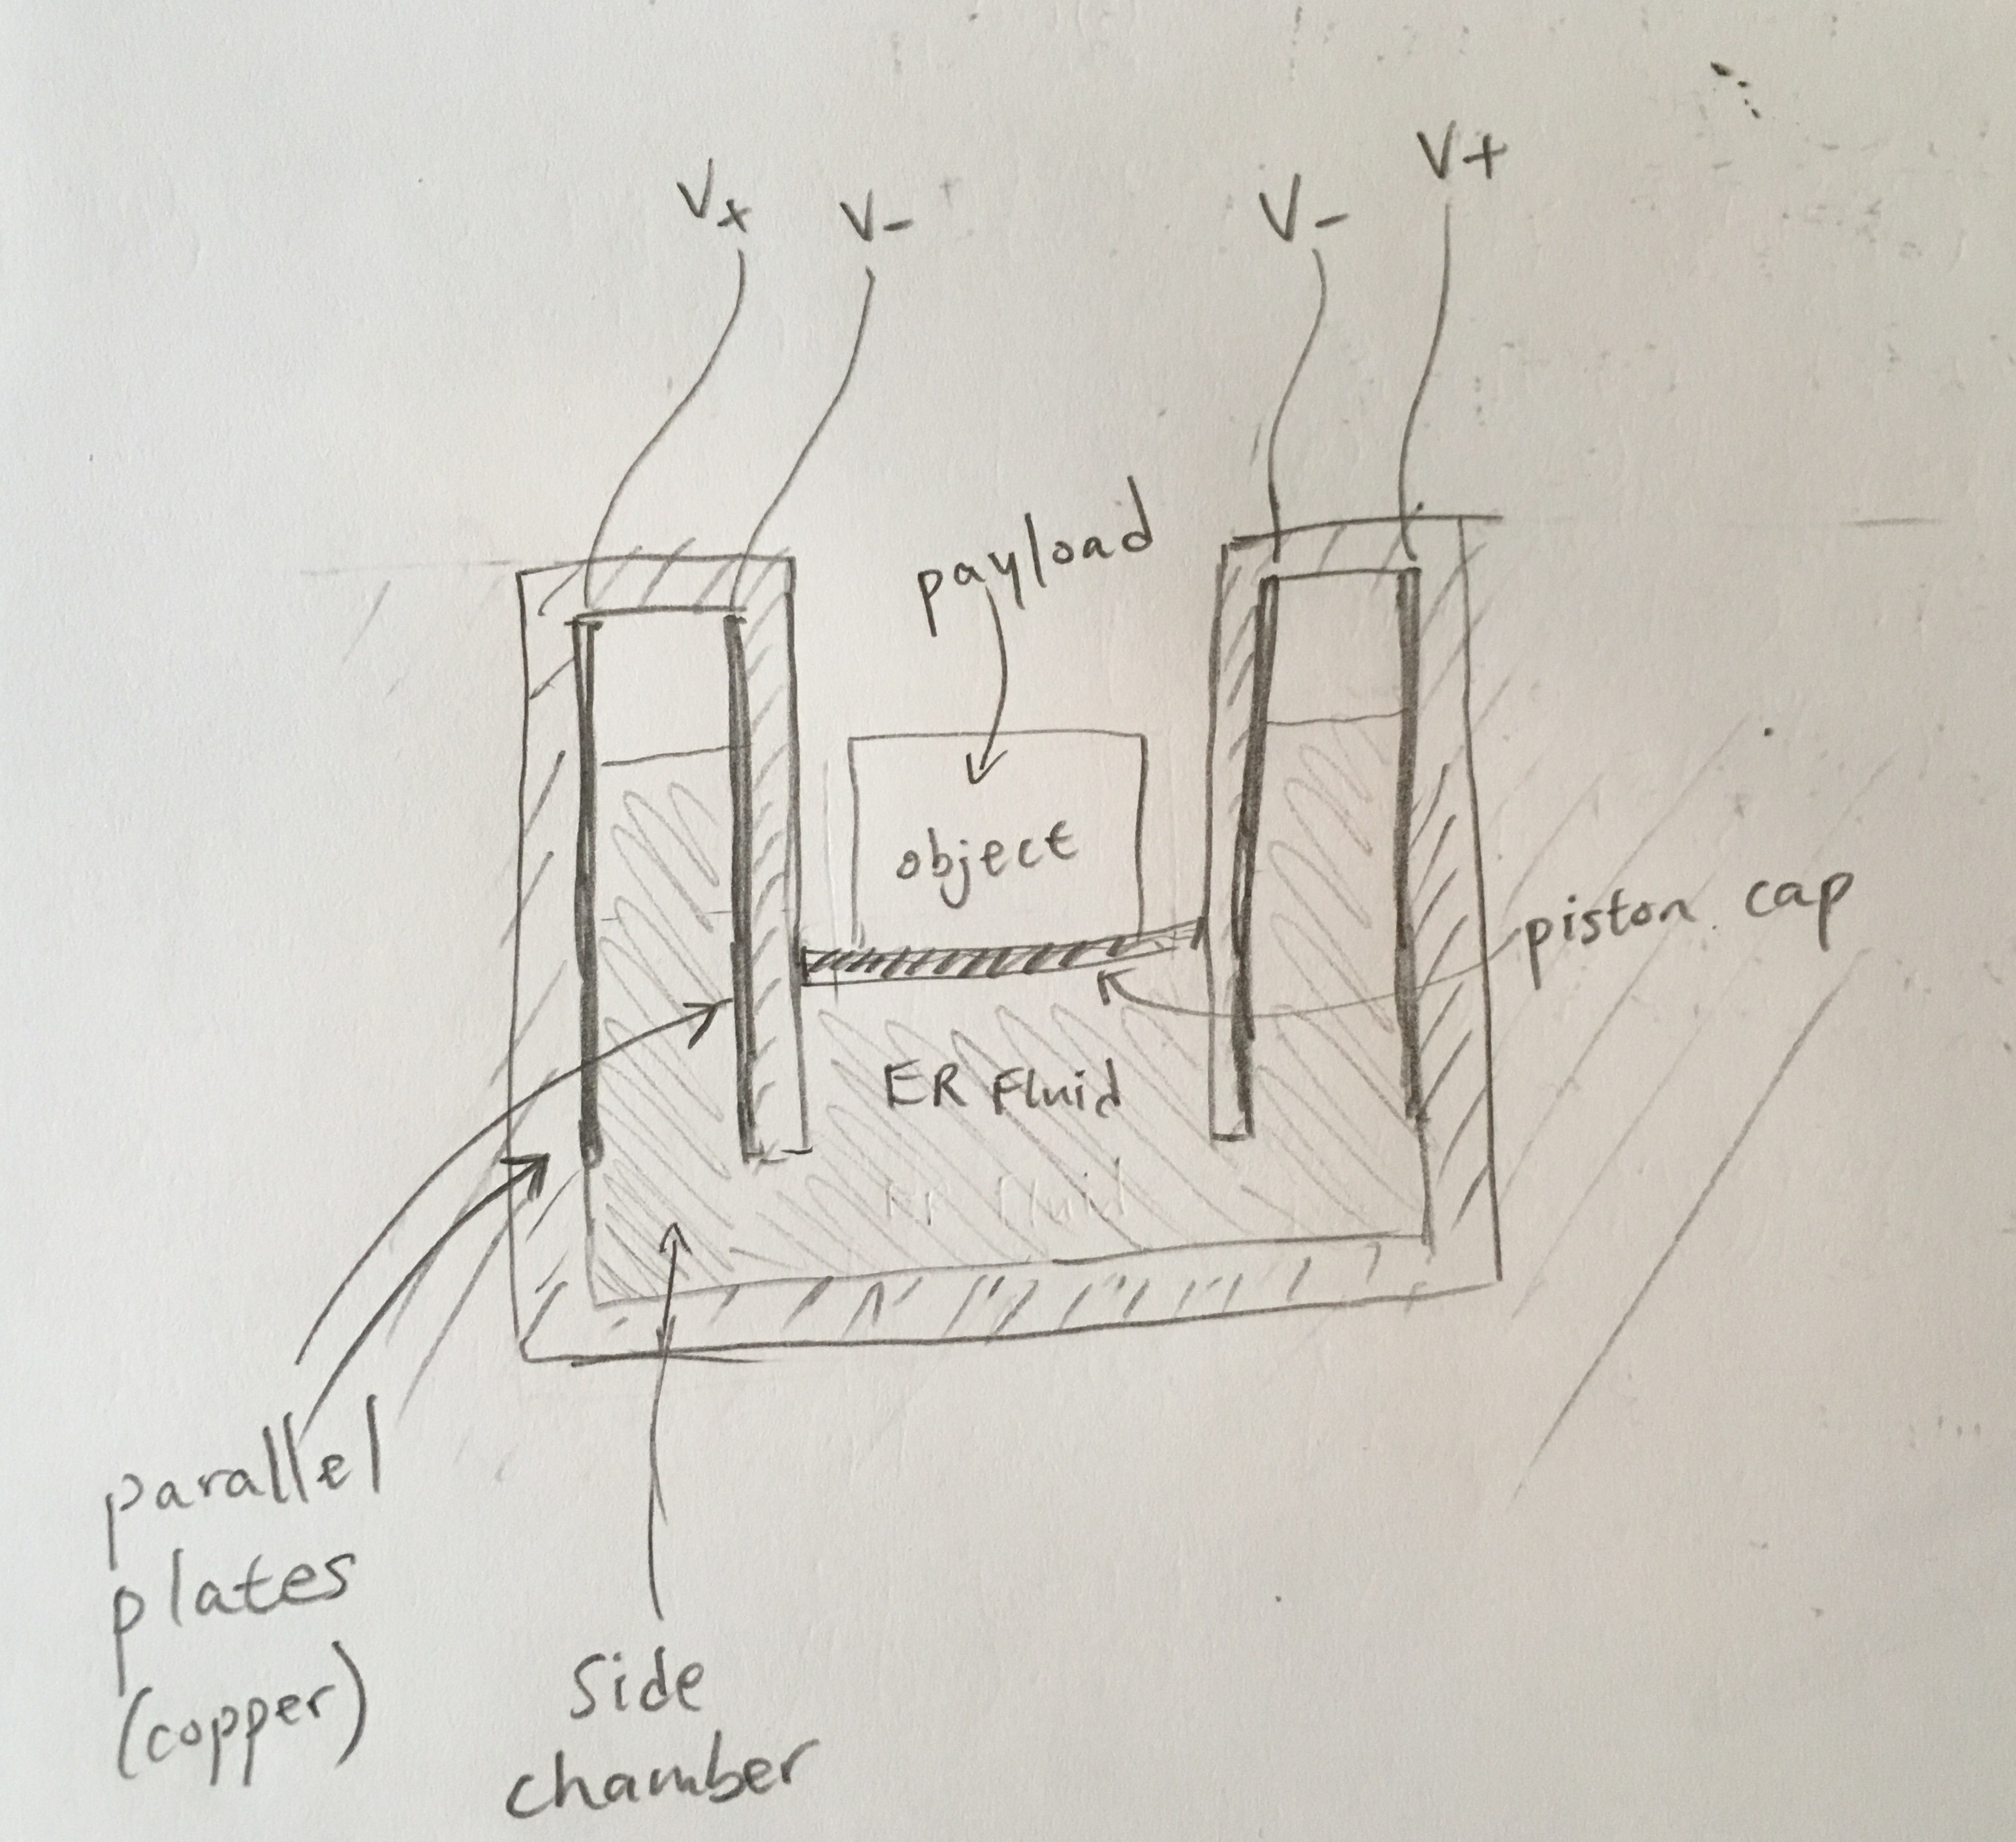 V+
V-
V-
V+
payload
object
piston cap
ER Fluid
ER fluid
parallel
plates
(copper)
Side
chamber